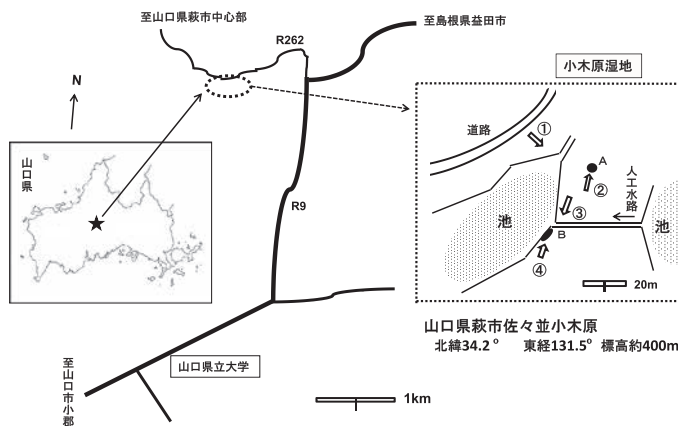 至山口県萩市中心部
至島根県益田市
R262
小木原湿地
N
道路
①
A
②
人工水路
山口県
③
R9
池
池
B
④
20m
山口県萩市佐々並小木原
北緯34.2° 東経131.5° 標高約400m
至山口市小郡
山口県立大学
1km